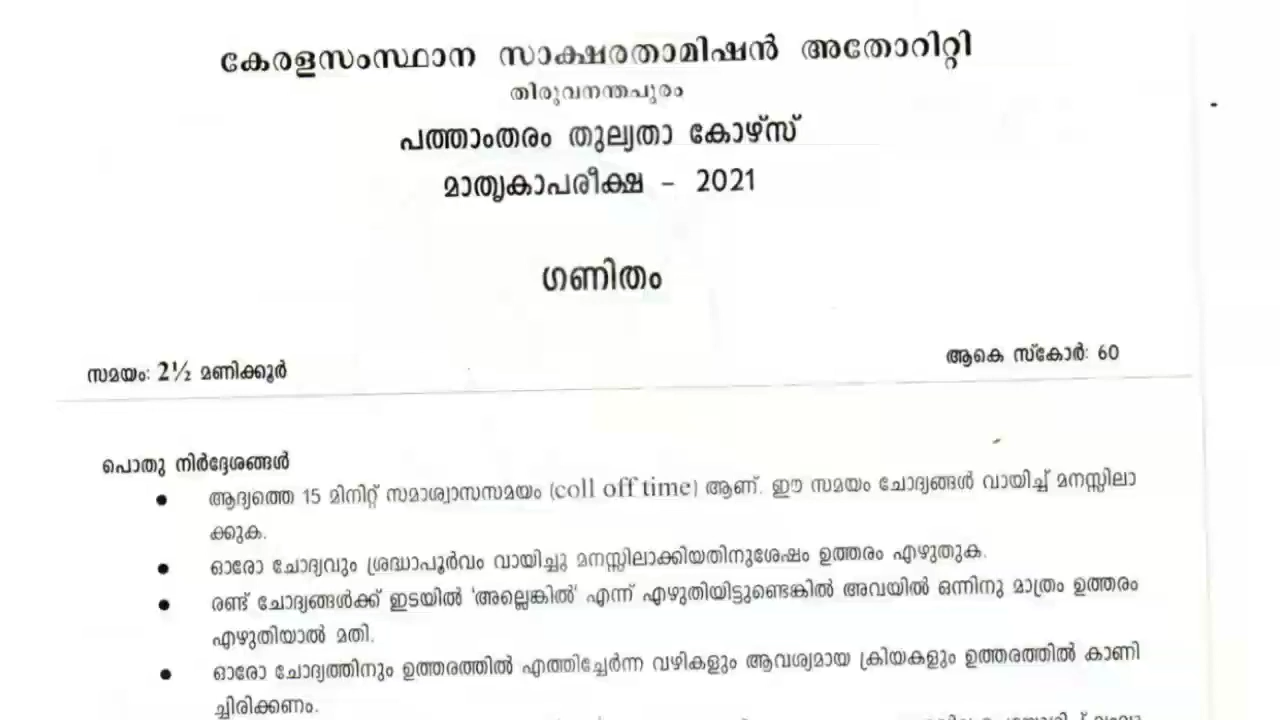 കേരളസംസ്ഥാന സാക്ഷരതാമിഷൻ അതോറിറ്റി
തിരുവനന്തപുരം
പത്താംതരം തുല്യതാ കോഴ്സ്
മാതൃകാപരീക്ഷ – 2021
ഗണിതം
സമയം: 2½ മണിക്കൂർ
ആകെ സ്കോർ: 60
പൊതു നിർദ്ദേശങ്ങൾ
• ആദ്യത്തെ 15 മിനിറ്റ് സമാശ്വാസസമയം (coll off time) ആണ്. ഈ സമയം ചോദ്യങ്ങൾ വായിച്ച് മനസ്സിലാ
ക്കുക.
• ഓരോ ചോദ്യവും ശ്രദ്ധാപൂർവം വായിച്ചു മനസ്സിലാക്കിയതിനുശേഷം ഉത്തരം എഴുതുക.
• രണ്ട് ചോദ്യങ്ങൾക്ക് ഇടയിൽ 'അല്ലെങ്കിൽ' എന്ന് എഴുതിയിട്ടുണ്ടെങ്കിൽ അവയിൽ ഒന്നിനു മാത്രം ഉത്തരം
എഴുതിയാൽ മതി.
• ഓരോ ചോദ്യത്തിനും ഉത്തരത്തിൽ എത്തിച്ചേർന്ന വഴികളും ആവശ്യമായ ക്രിയകളും ഉത്തരത്തിൽ കാണി
ച്ചിരിക്കണം.